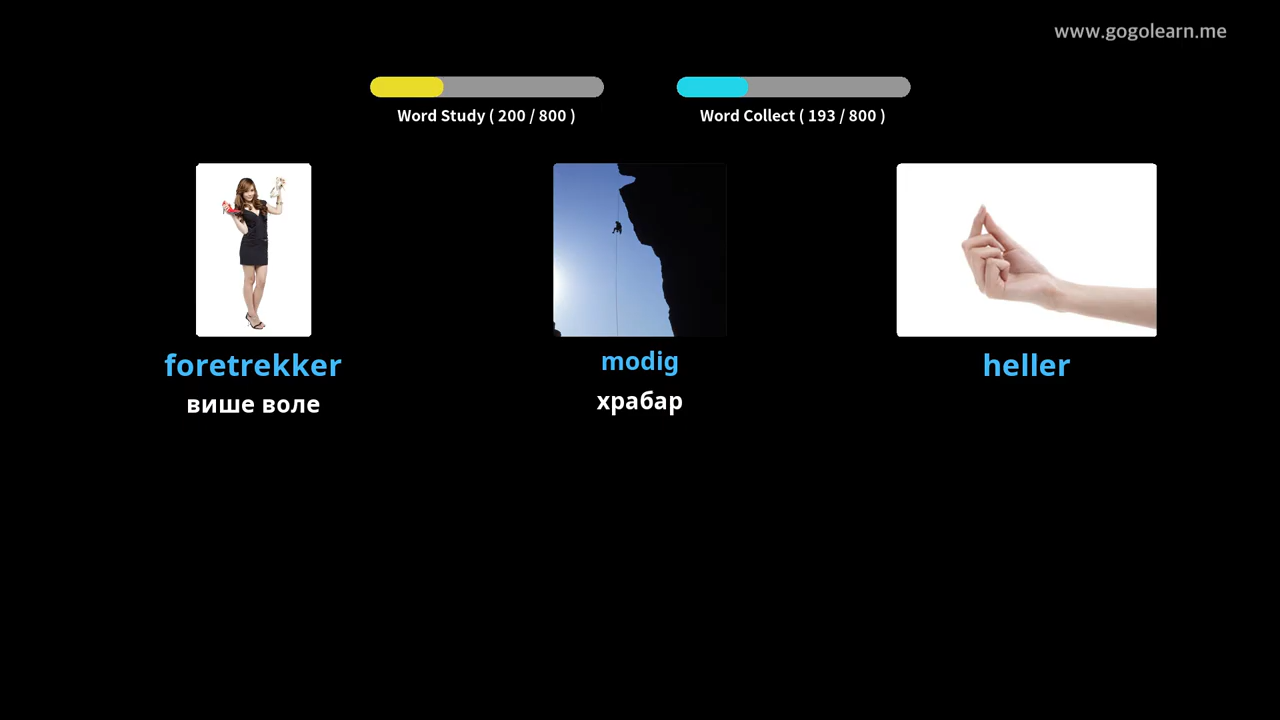 www.gogolearn.me
Word Study ( 200 / 800 )
Word Collect ( 193 / 800 )
foretrekker
више воле
modig
храбар
heller